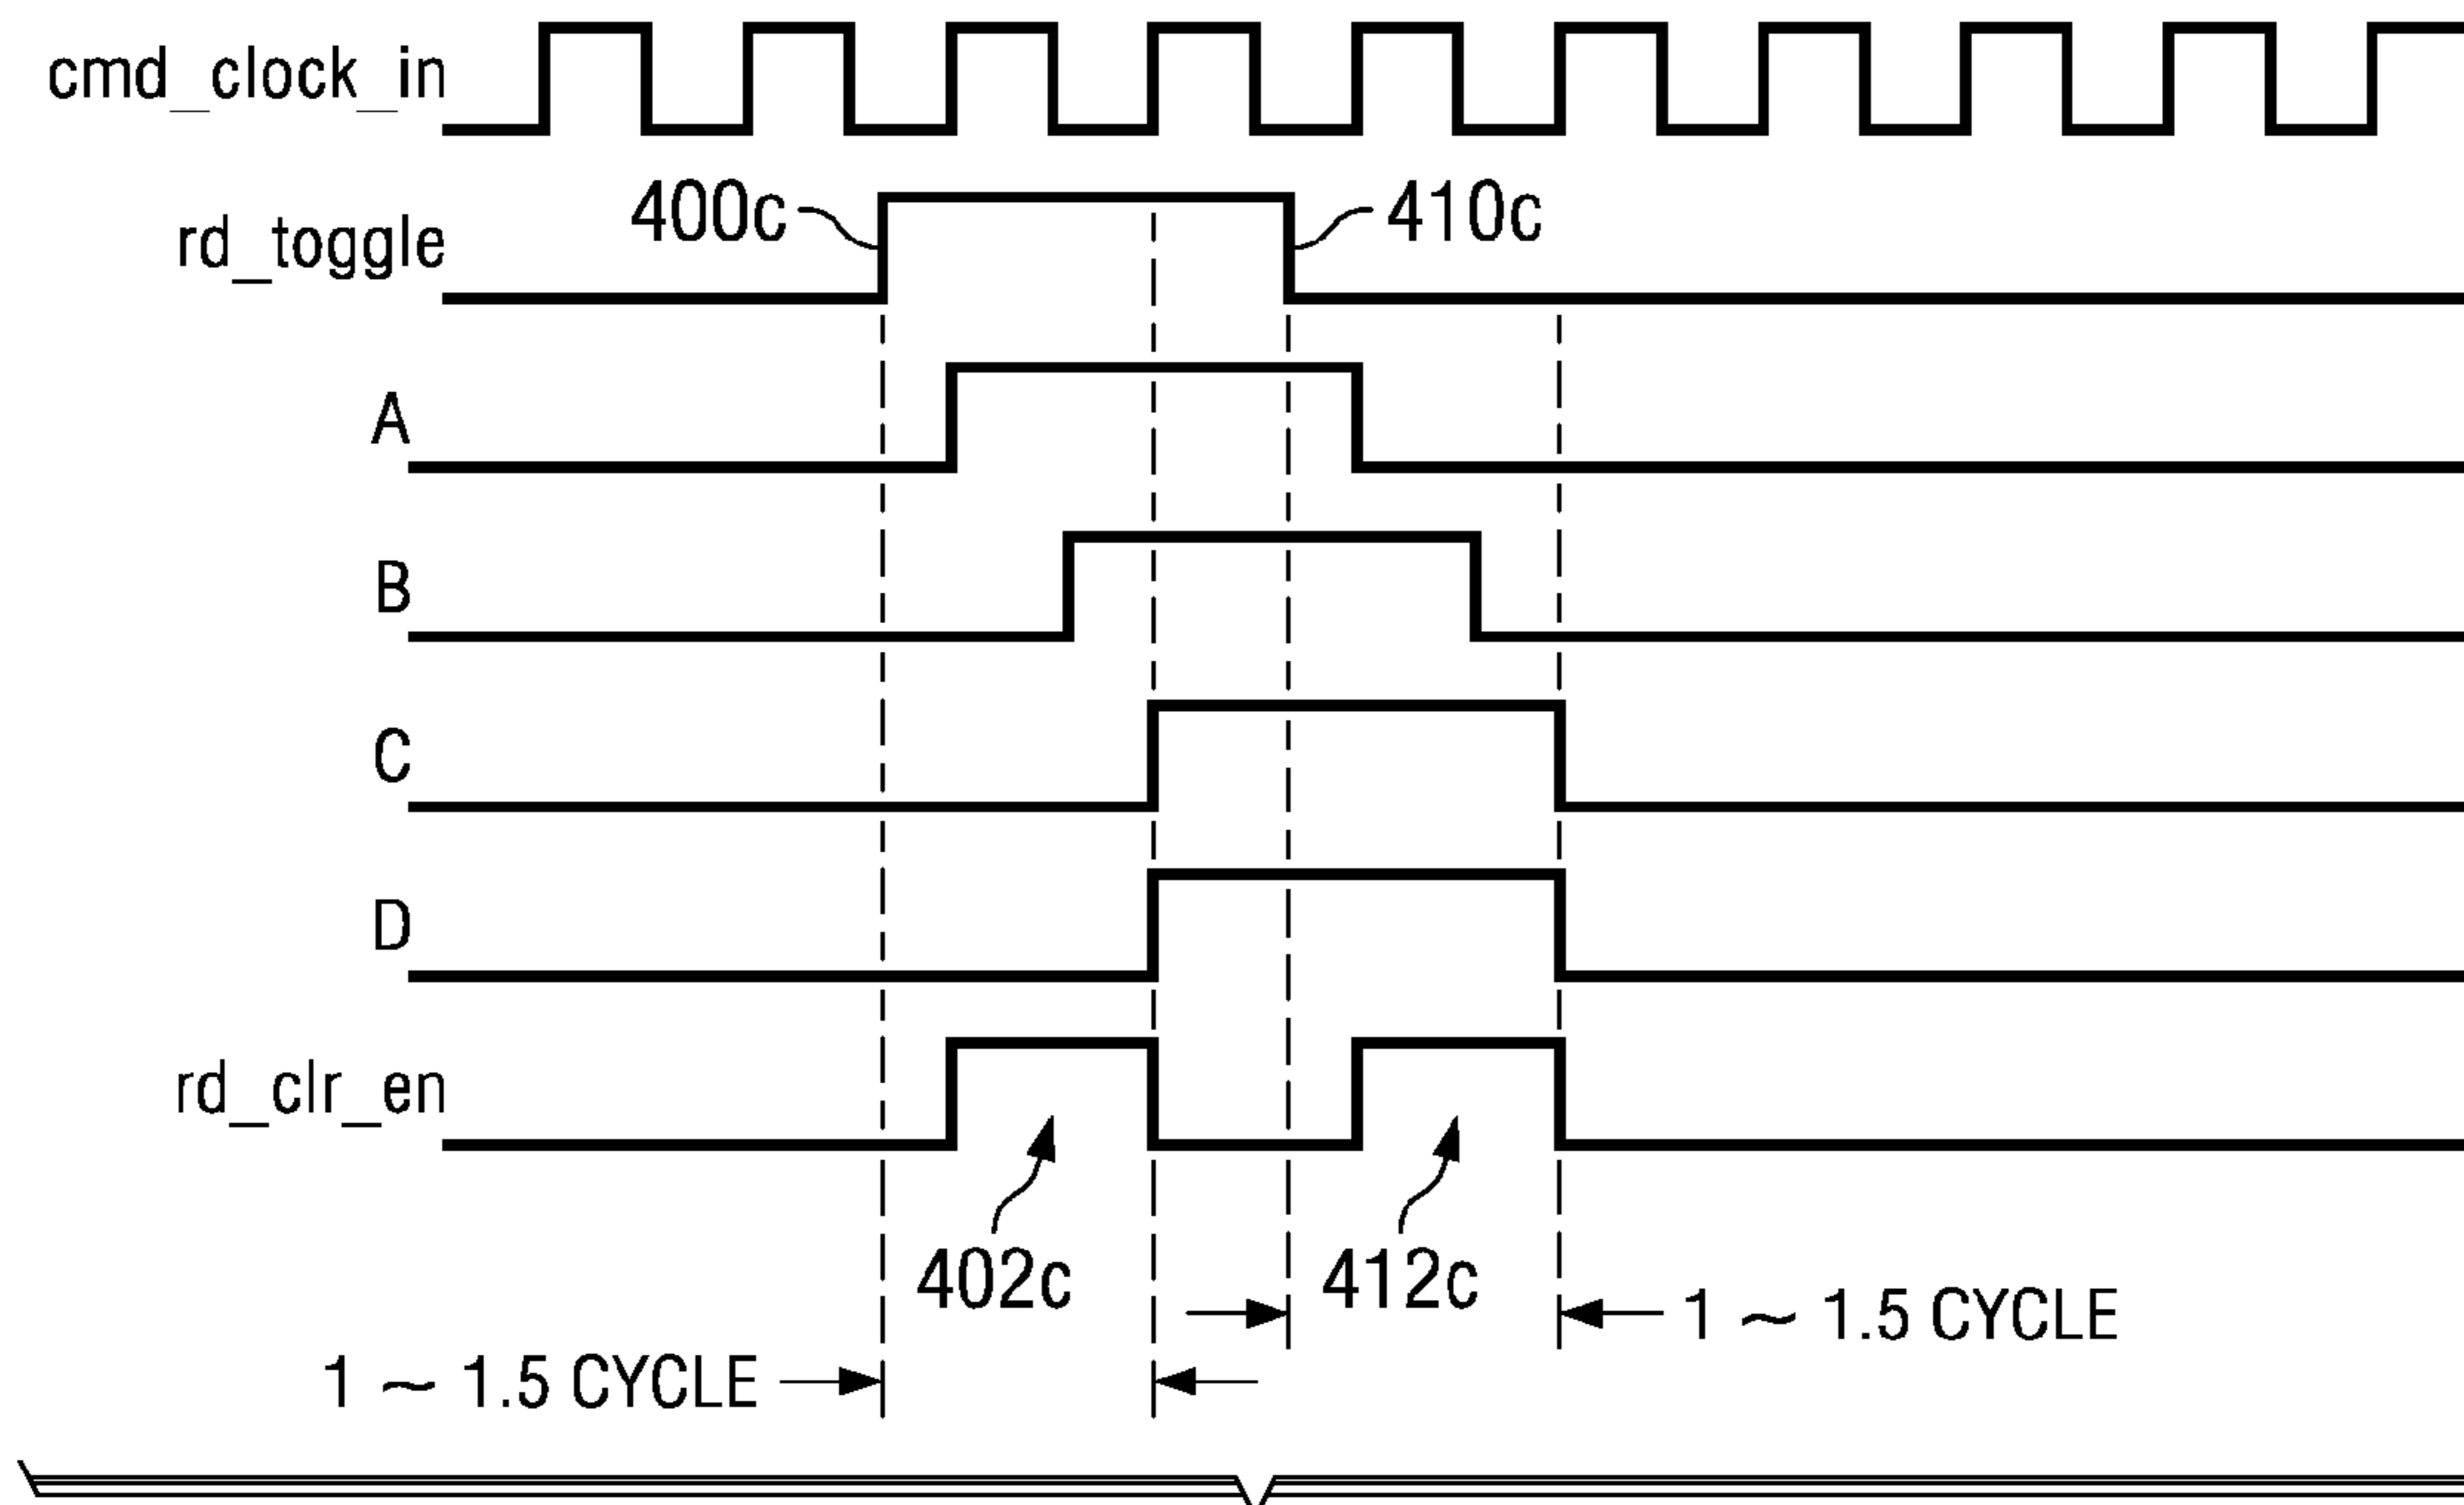 cmd_clock_in
400c
410c
rd_toggle
A
B
C
D
rd_clr_en
402c
412c
1 ~ 1.5 CYCLE
1 ~ 1.5 CYCLE